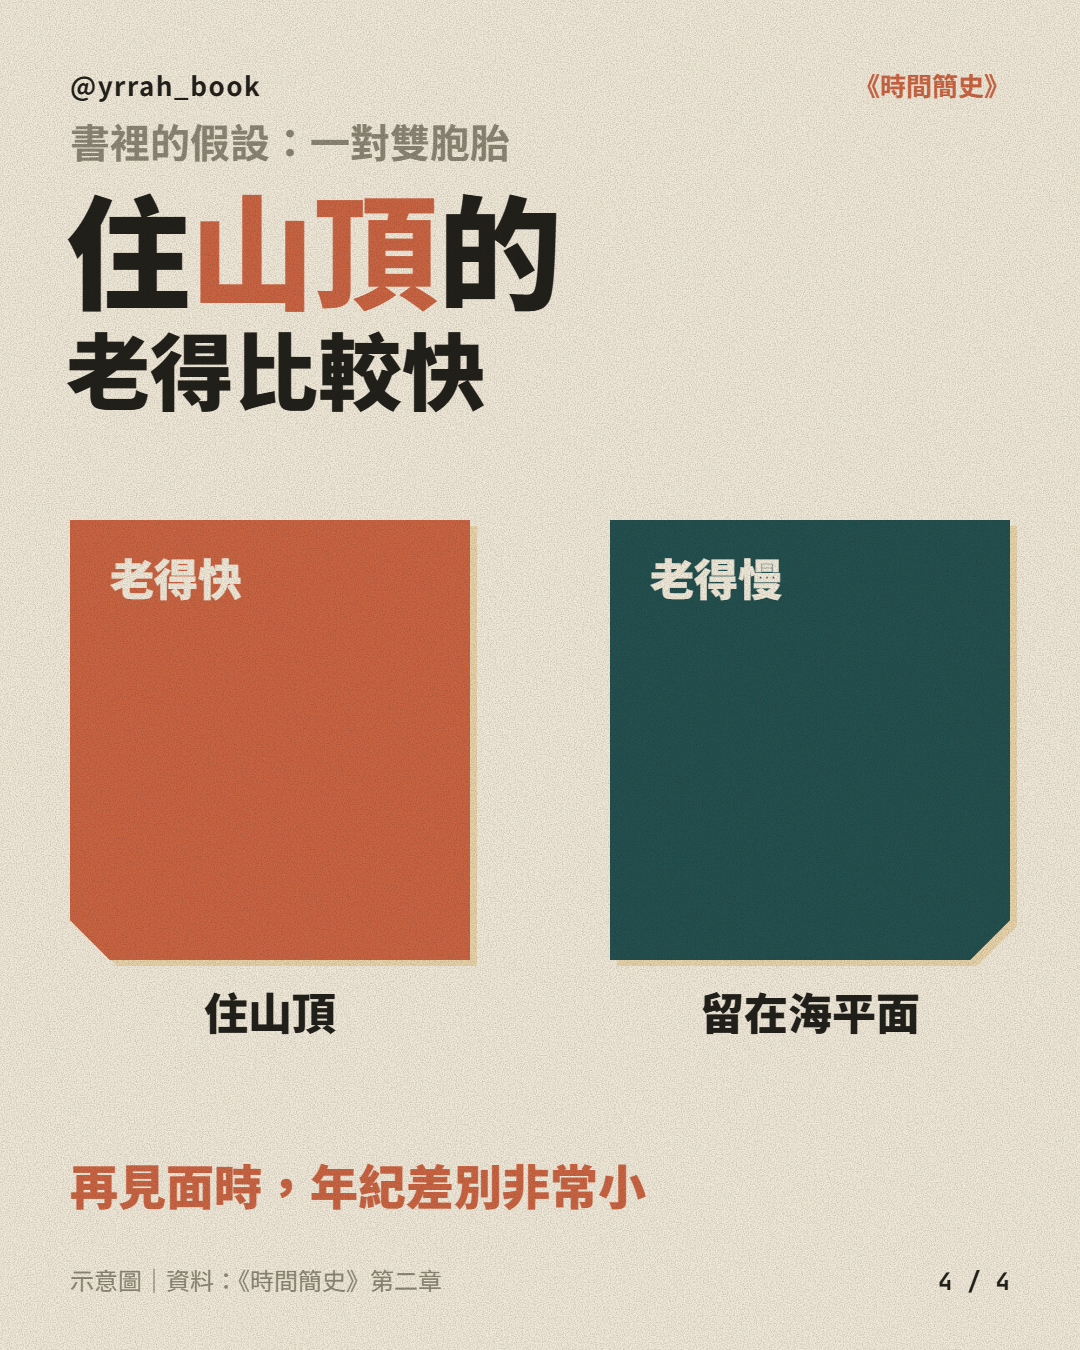 @yrrah_book
《時間簡史》
書裡的假設：一對雙胞胎
住山頂的
老得比較快
老得快
老得慢
住山頂
留在海平面
再見面時，年紀差別非常小
示意圖｜資料：《時間簡史》第二章
4 / 4